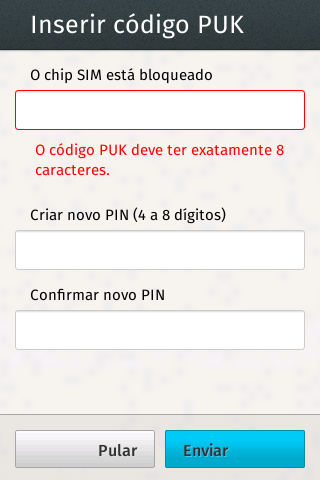 Inserir código PUK
O chip SIM está bloqueado
O código PUK deve ter exatamente 8
caracteres.
Criar novo PIN (4 a 8 dígitos)
Confirmar novo PIN
Pular
Enviar